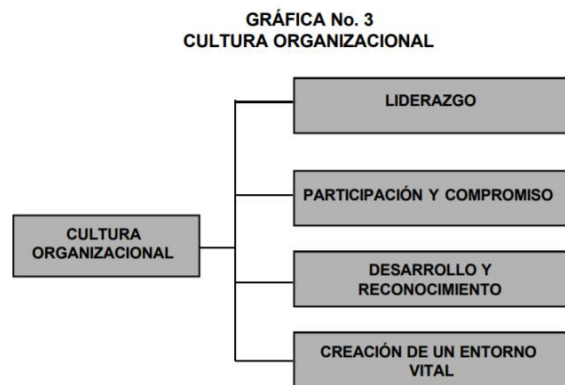 GRÁFICA No. 3
CULTURA ORGANIZACIONAL
LIDERAZGO
PARTICIPACIÓN Y COMPROMISO
CULTURA
ORGANIZACIONAL
DESARROLLO Y
RECONOCIMIENTO
CREACIÓN DE UN ENTORNO
VITAL